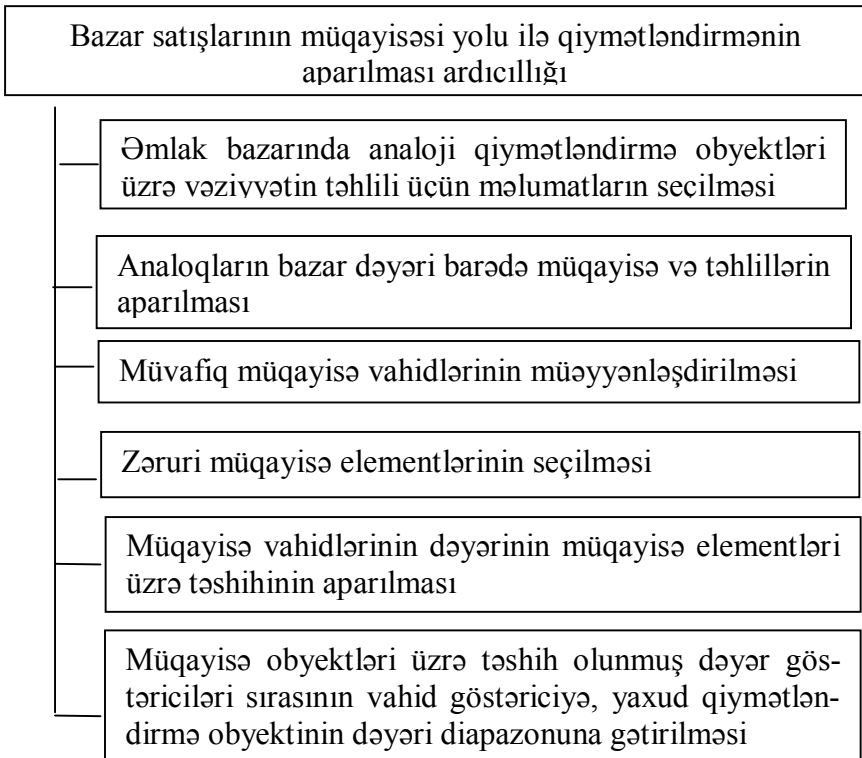 Bazar satışlarının müqayisəsi yolu ilə qiymətləndirmənin
aparılması ardıcıllığı
Əmlak bazarında analoji qiymətləndirmə obyektləri
üzrə vəziyyətin təhlili üçün məlumatların seçilməsi
Analoqların bazar dəyəri barədə müqayisə və təhlillərin
aparılması
Müvafiq müqayisə vahidlərinin müəyyənləşdirilməsi
Zəruri müqayisə elementlərinin seçilməsi
Müqayisə vahidlərinin dəyərinin müqayisə elementləri
üzrə təshihinin aparılması
Müqayisə obyektləri üzrə təshih olunmuş dəyər gös-
təriciləri sırasının vahid göstəriciyə, yaxud qiymətlən-
dirmə obyektinin dəyəri diapazonuna gətirilməsi